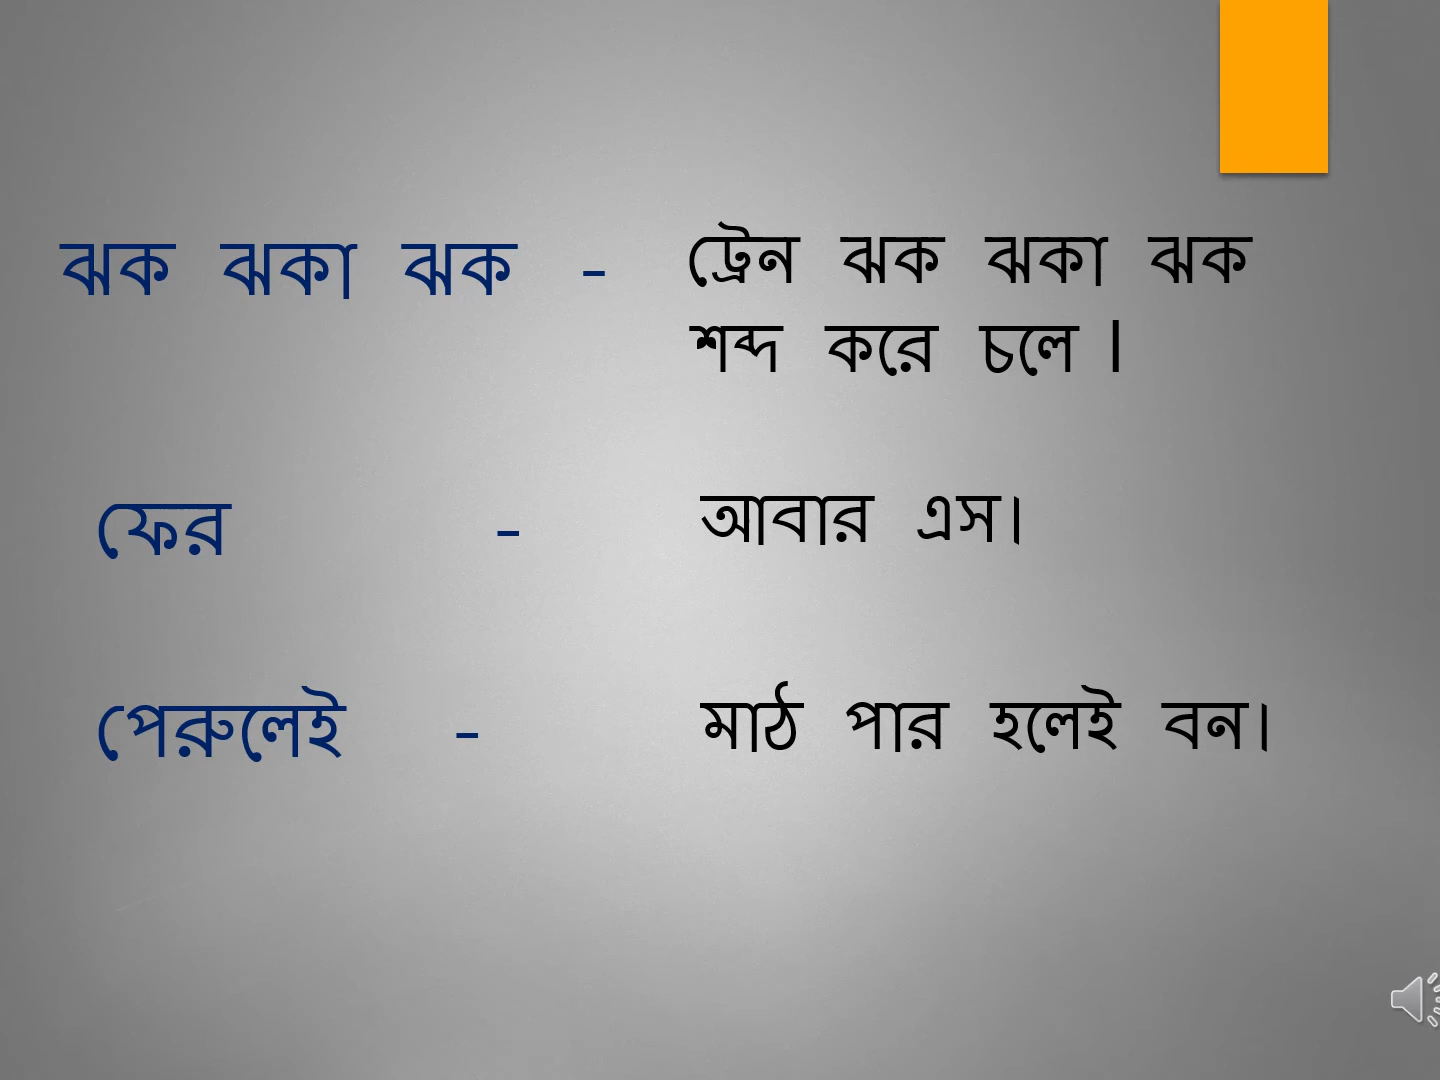 ঝক ঝকা ঝক - ট্রেন ঝক ঝকা ঝক
শব্দ করে চলে ।
ফের - আবার এস।
পেরুলেই - মাঠ পার হলেই বন।